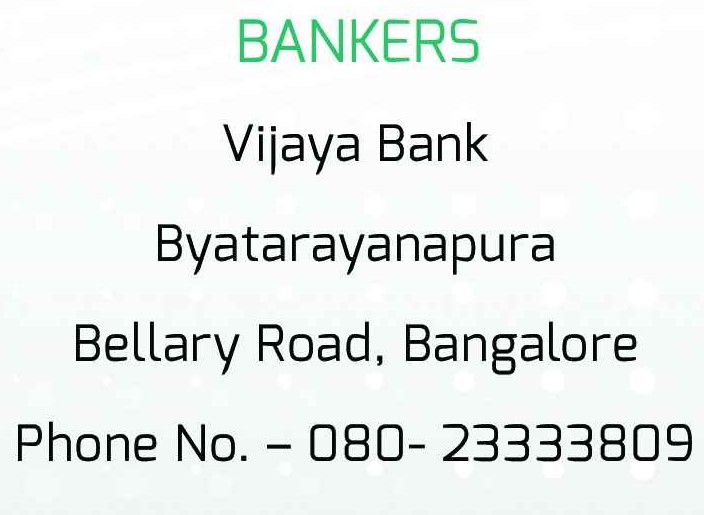 BANKERS
Vijaya Bank
Byatarayanapura
Bellary Road, Bangalore
Phone No. – 080- 23333809